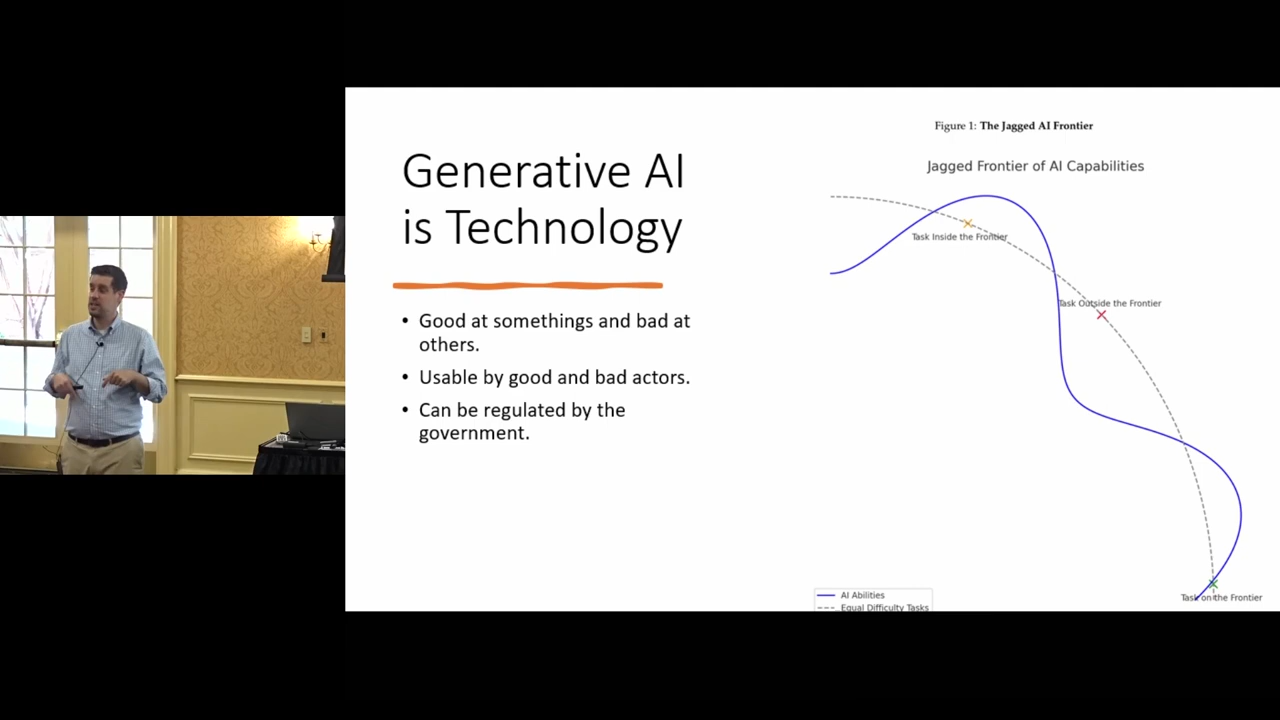 Generative AI
is Technology
• Good at somethings and bad at
others.
• Usable by good and bad actors.
• Can be regulated by the
government.
Figure 1: The Jagged AI Frontier
Jagged Frontier of AI Capabilities
Task Inside the Frontier
Task Outside the Frontier
Task on the Frontier
AI Abilities
Equal Difficulty Tasks